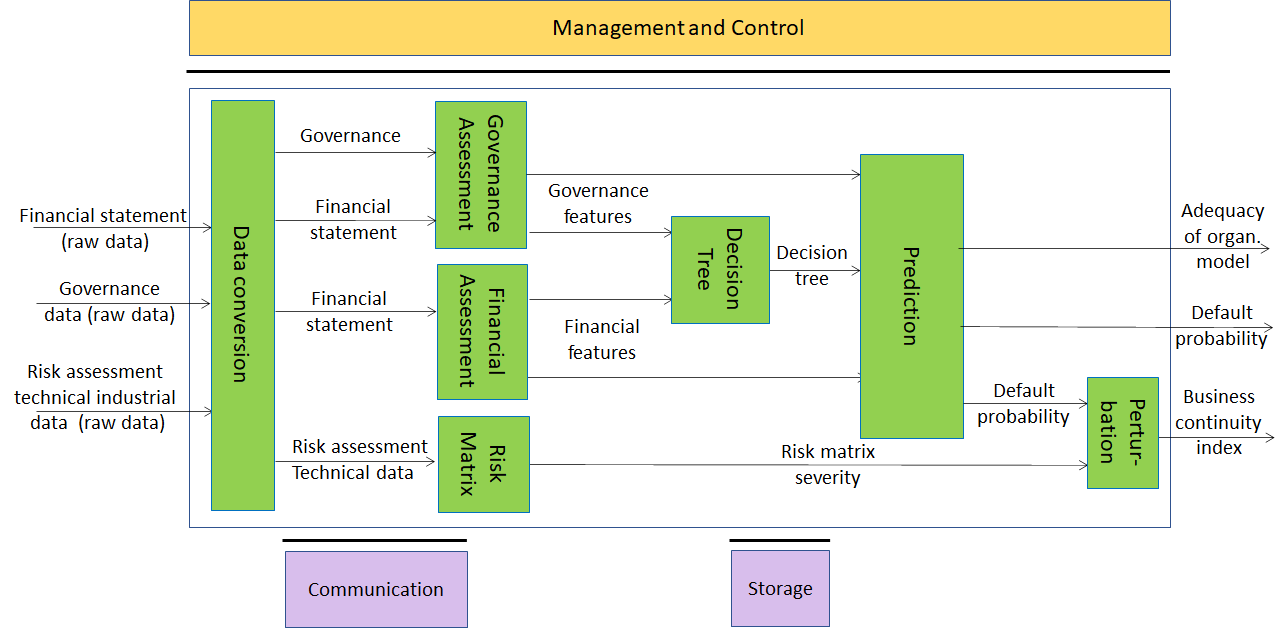 Management and Control
Financial statement
(raw data)
Governance
data (raw data)
Risk assessment
technical industrial
data (raw data)
Data conversion
Governance
Financial
statement
Financial
statement
Risk assessment
Technical data
Governance
Assessment
Financial
Assessment
Risk
Matrix
Governance
features
Financial
features
Decision
Tree
Decision
tree
Risk matrix
severity
Prediction
Default
probability
Pertur-
bation
Adequacy
of organ.
model
Default
probability
Business
continuity
index
Communication
Storage